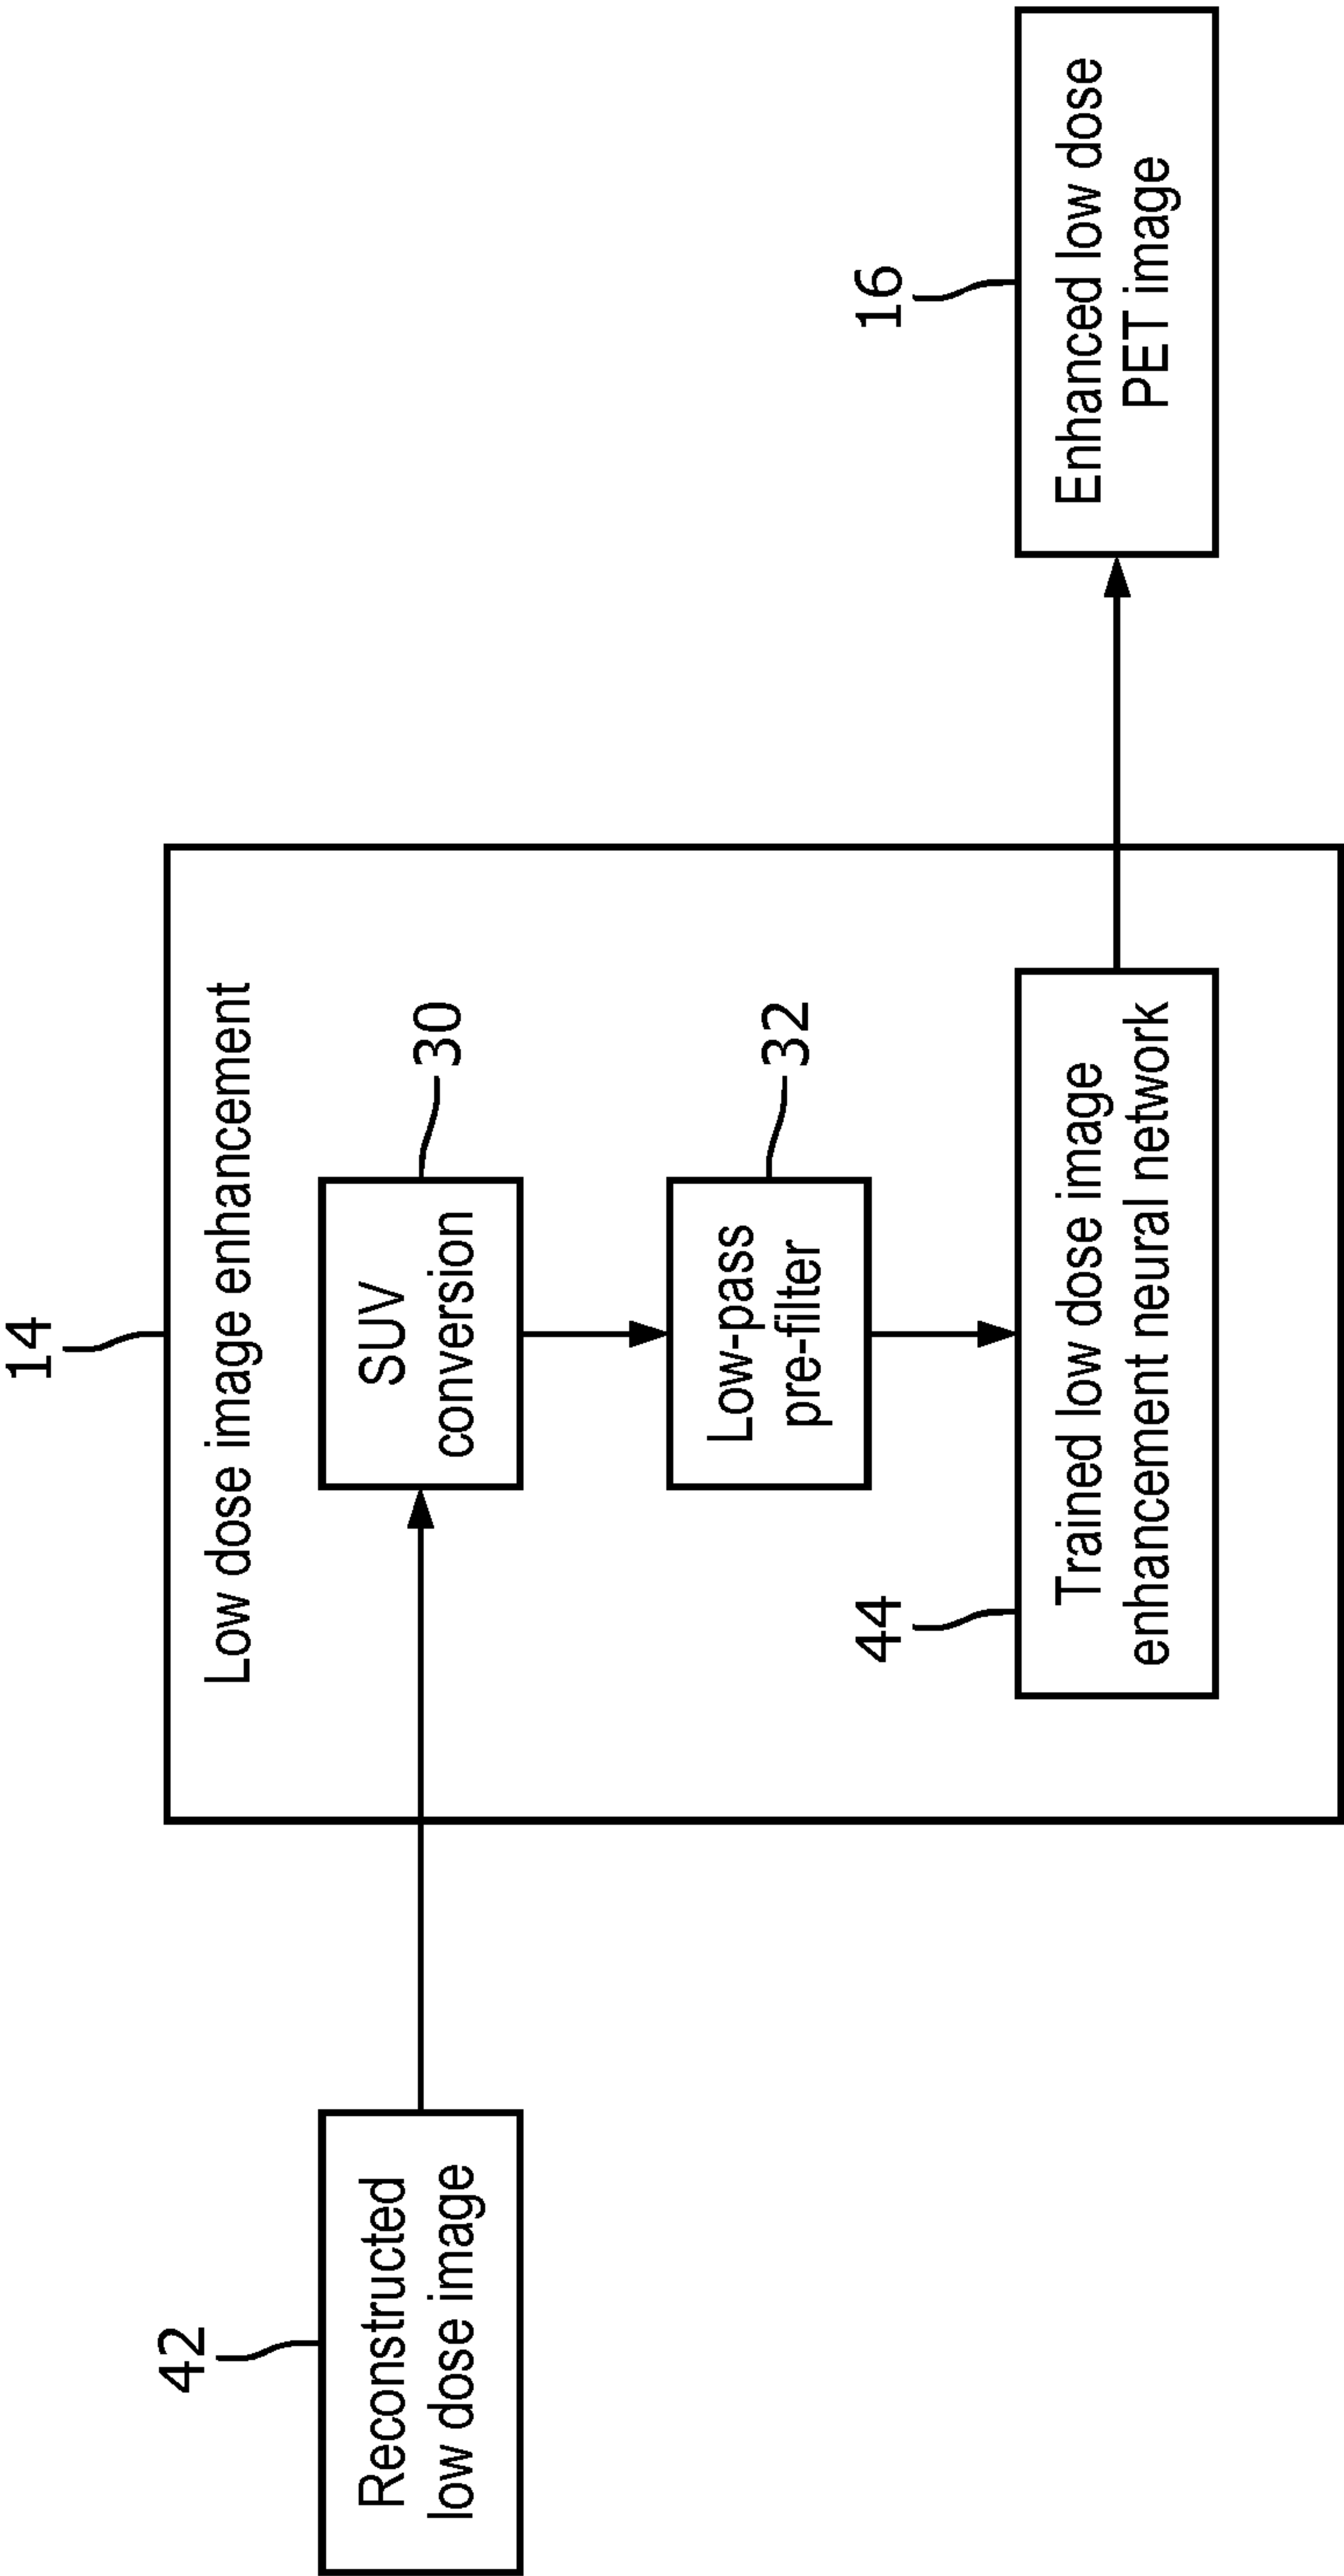 14
Low dose image enhancement
42
Reconstructed
low dose image
SUV
conversion
30
Low-pass
pre-filter
32
44
Trained low dose image
enhancement neural network
16
Enhanced low dose
PET image